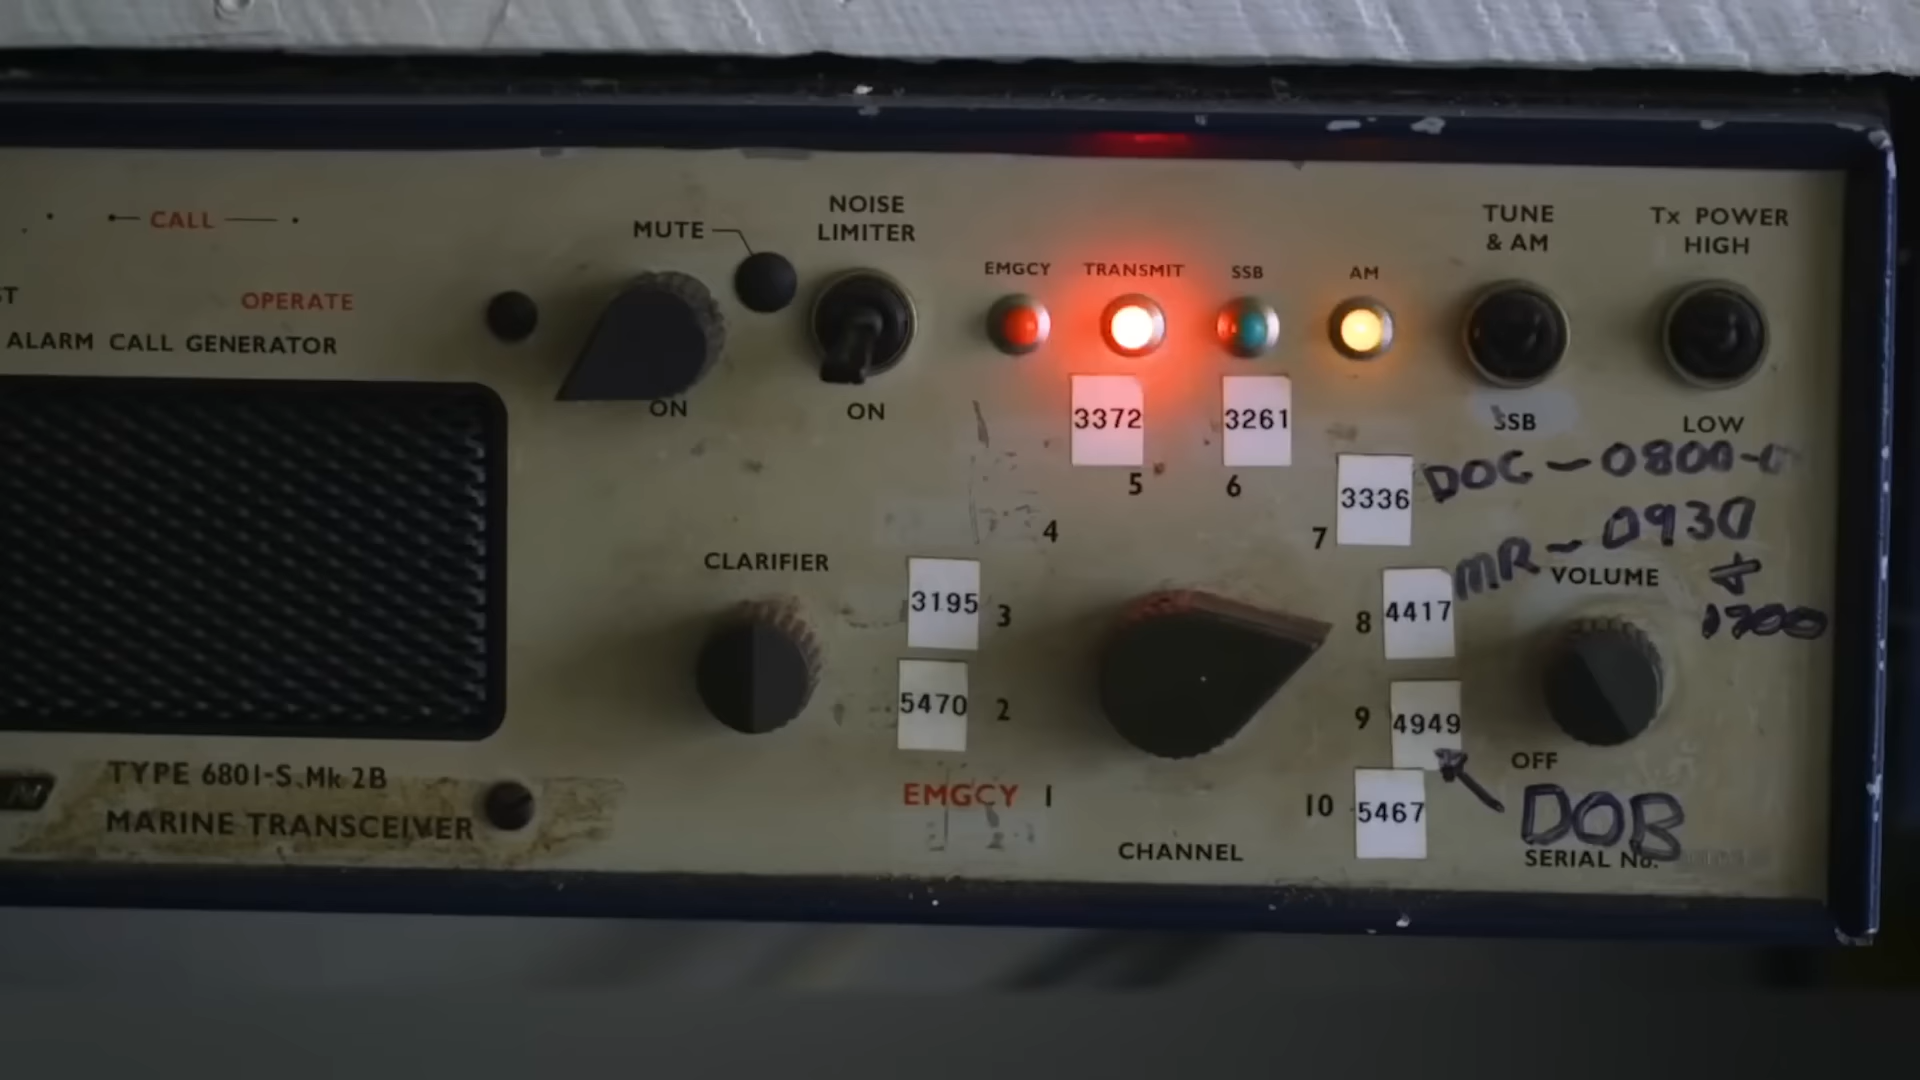 CALL
OPERATE
ALARM CALL GENERATOR
MUTE
ON
NOISE
LIMITER
ON
EMGCY TRANSMIT SSB AM
TUNE
& AM
SSB
Tx POWER
HIGH
LOW
3372 3261
5 6
4 7
3336
DOC - 0800-
MR - 0930
&
1700
CLARIFIER
VOLUME
OFF
3195 3
5470 2
EMGCY 1
8 4417
9 4949
10 5467
DOB
CHANNEL
SERIAL No.
TYPE 6801-S. Mk 2B
MARINE TRANSCEIVER